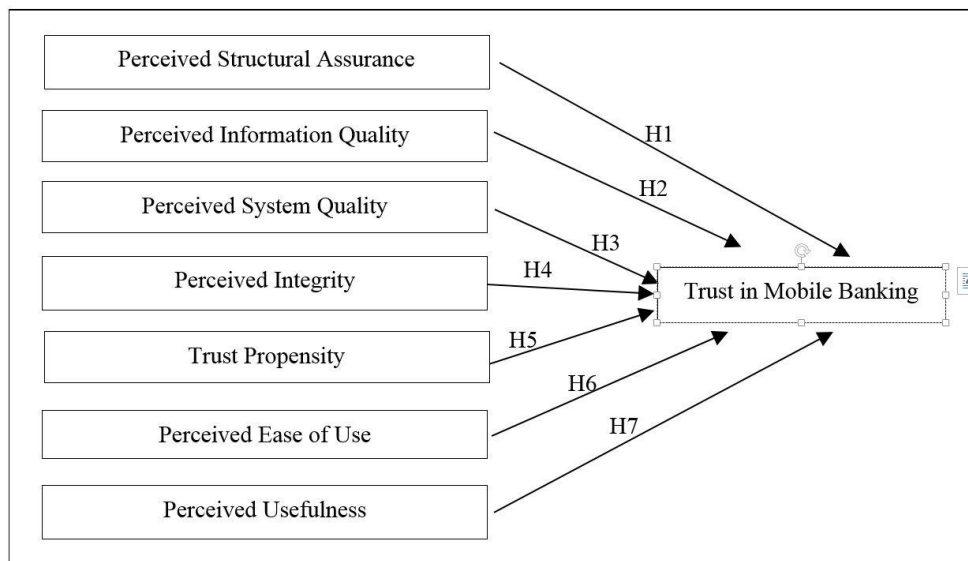 Perceived Structural Assurance
H1
Perceived Information Quality
H2
Perceived System Quality
H3
Perceived Integrity
H4
Trust in Mobile Banking
Trust Propensity
H5
Perceived Ease of Use
H6
Perceived Usefulness
H7